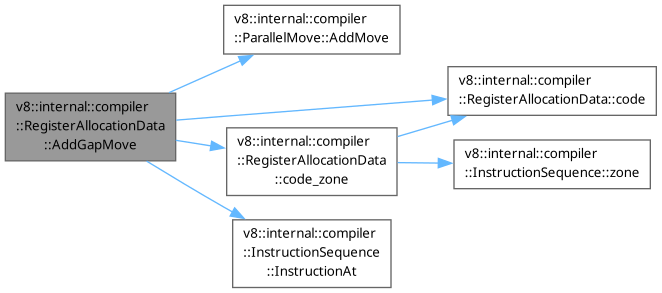 v8::internal::compiler
::ParallelMove::AddMove
v8::internal::compiler
::RegisterAllocationData
::AddGapMove
v8::internal::compiler
::RegisterAllocationData::code
v8::internal::compiler
::RegisterAllocationData
::code_zone
v8::internal::compiler
::InstructionSequence::zone
v8::internal::compiler
::InstructionSequence
::InstructionAt